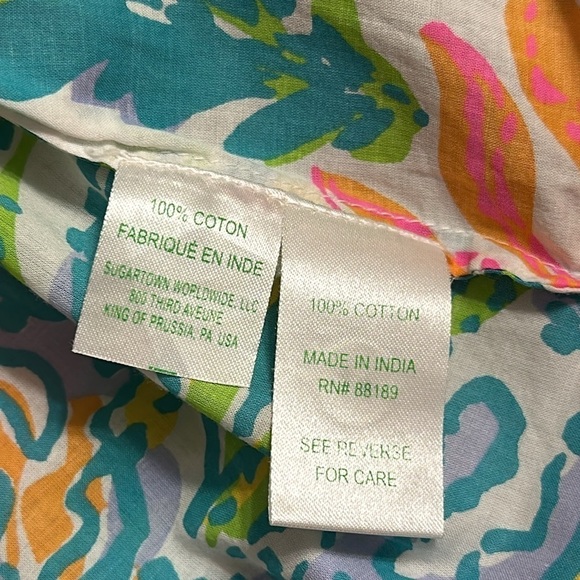 100% COTON
FABRIQUÉ EN INDE
SUGARTOWN WORLDWIDE, LLC
800 THIRD AVEUNE
KING OF PRUSSIA, PA USA
100% COTTON
MADE IN INDIA
RN# 88189
SEE REVERSE
FOR CARE